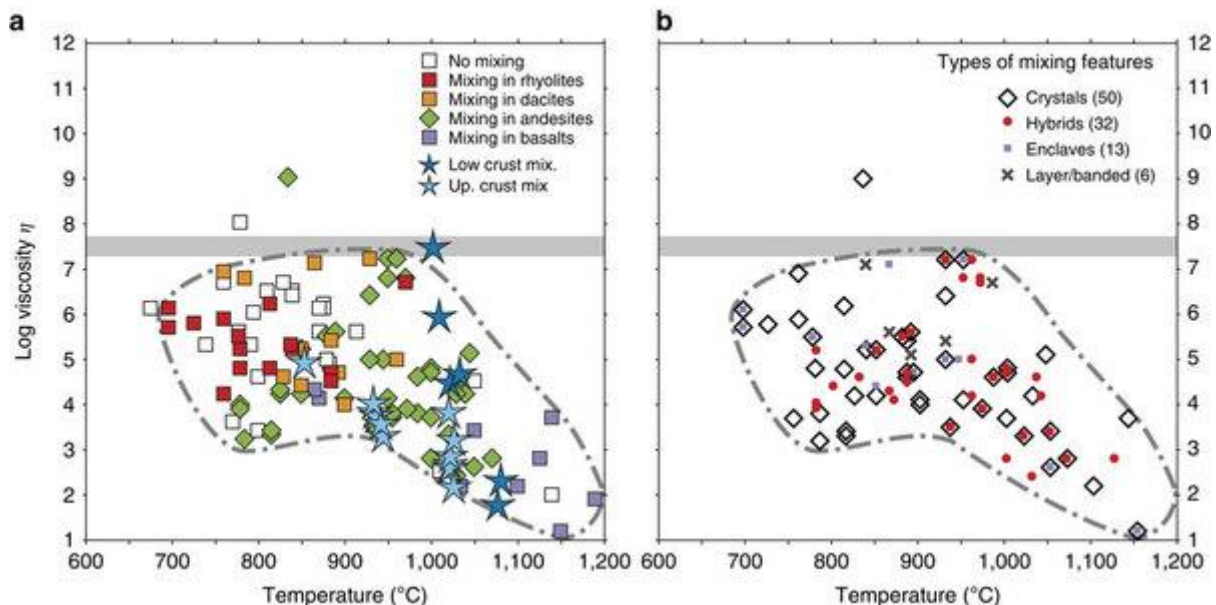 a
12
11
10
9
8
7
6
5
4
3
2
1
Log viscosity η
600 700 800 900 1,000 1,100 1,200
Temperature (°C)
No mixing
Mixing in rhyolites
Mixing in dacites
Mixing in andesites
Mixing in basalts
Low crust mix.
Up. crust mix
b
12
11
10
9
8
7
6
5
4
3
2
1
600 700 800 900 1,000 1,100 1,200
Temperature (°C)
Types of mixing features
Crystals (50)
Hybrids (32)
Enclaves (13)
Layer/banded (6)